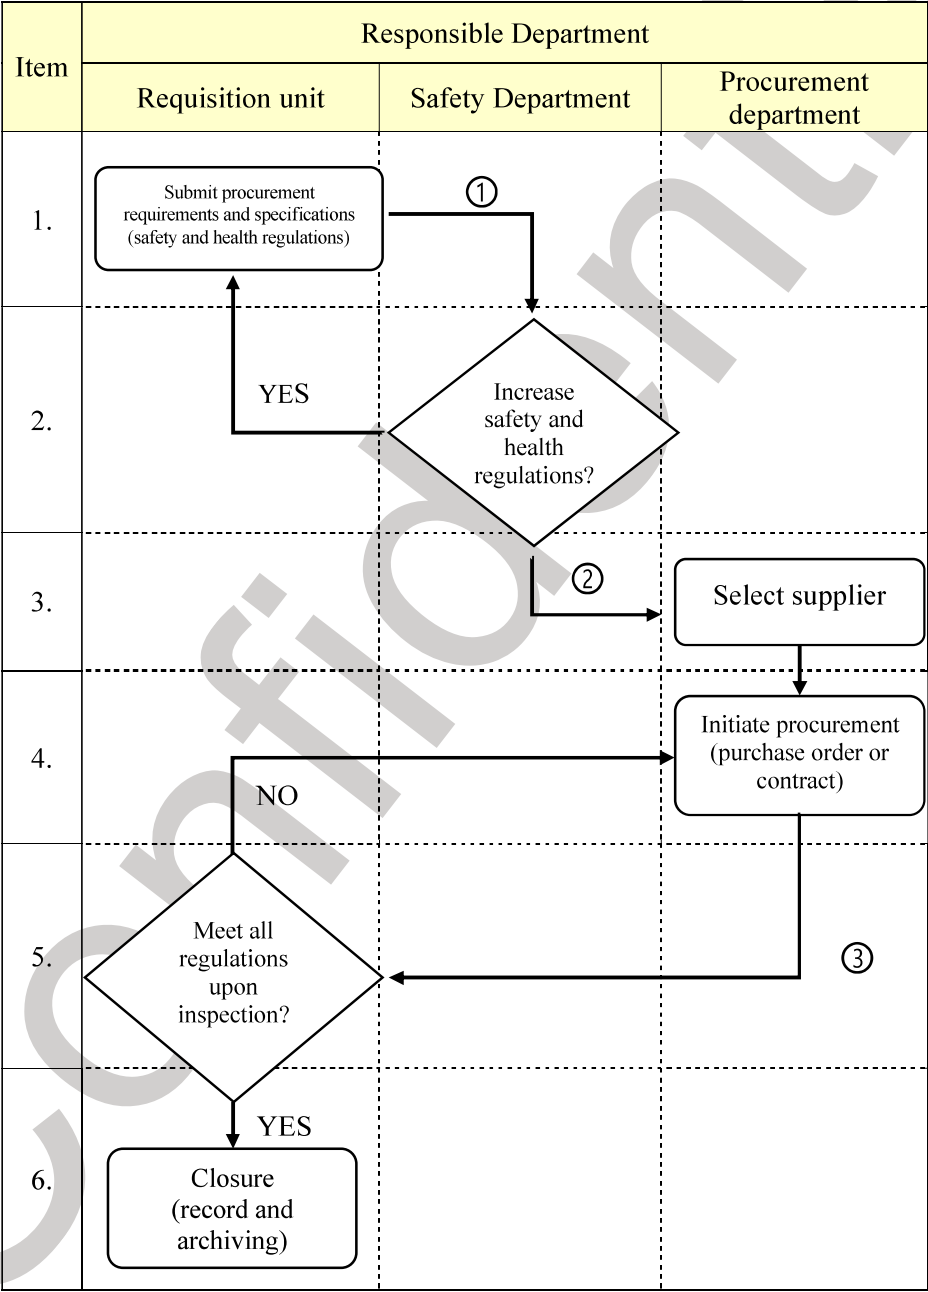 Item
Responsible Department
Requisition unit
Safety Department
Procurement
department
1.
Submit procurement
requirements and specifications
(safety and health regulations)
①
2.
YES
Increase
safety and
health
regulations?
3.
②
Select supplier
4.
NO
Initiate procurement
(purchase order or
contract)
5.
Meet all
regulations
upon
inspection?
③
6.
YES
Closure
(record and
archiving)
Confidenti